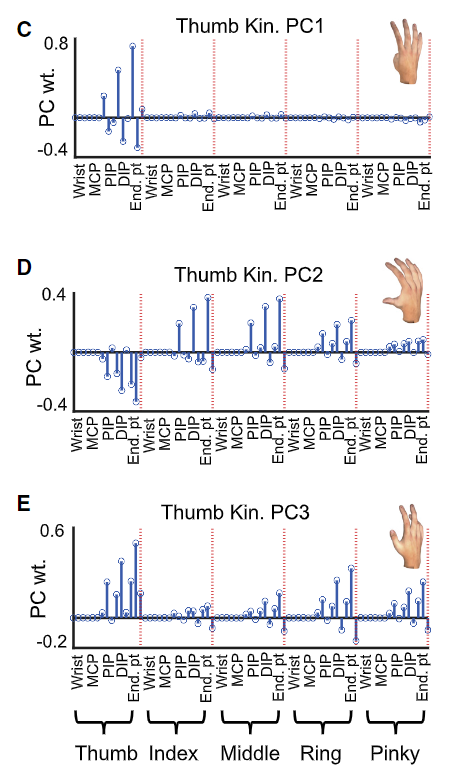 C
Thumb Kin. PC1
0.8
PC wt.
-0.4
Wrist MCP PIP DIP End. pt Wrist MCP PIP DIP End. pt Wrist MCP PIP DIP End. pt Wrist MCP PIP DIP End. pt Wrist MCP PIP DIP End. pt
D
Thumb Kin. PC2
0.4
PC wt.
-0.4
Wrist MCP PIP DIP End. pt Wrist MCP PIP DIP End. pt Wrist MCP PIP DIP End. pt Wrist MCP PIP DIP End. pt Wrist MCP PIP DIP End. pt
E
Thumb Kin. PC3
0.6
PC wt.
-0.2
Wrist MCP PIP DIP End. pt Wrist MCP PIP DIP End. pt Wrist MCP PIP DIP End. pt Wrist MCP PIP DIP End. pt Wrist MCP PIP DIP End. pt
Thumb Index Middle Ring Pinky